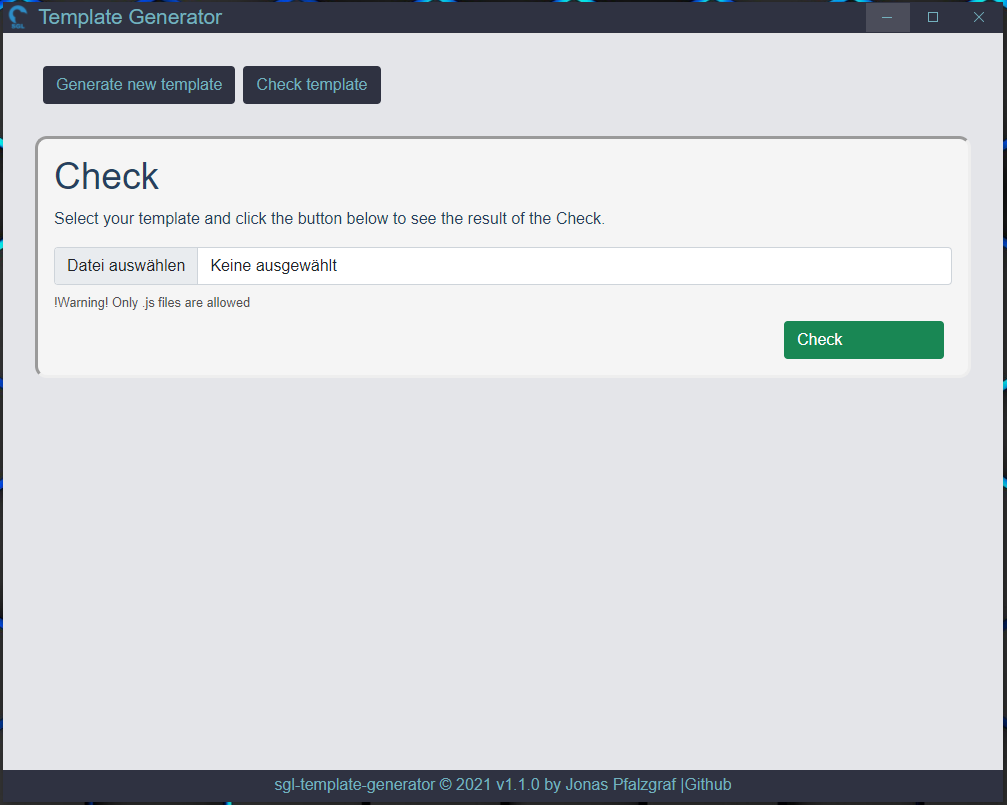 SGL
Template Generator
Generate new template
Check template
Check
Select your template and click the button below to see the result of the Check.
Datei auswählen
Keine ausgewählt
!Warning! Only .js files are allowed
Check
sgl-template-generator © 2021 v1.1.0 by Jonas Pfalzgraf |Github